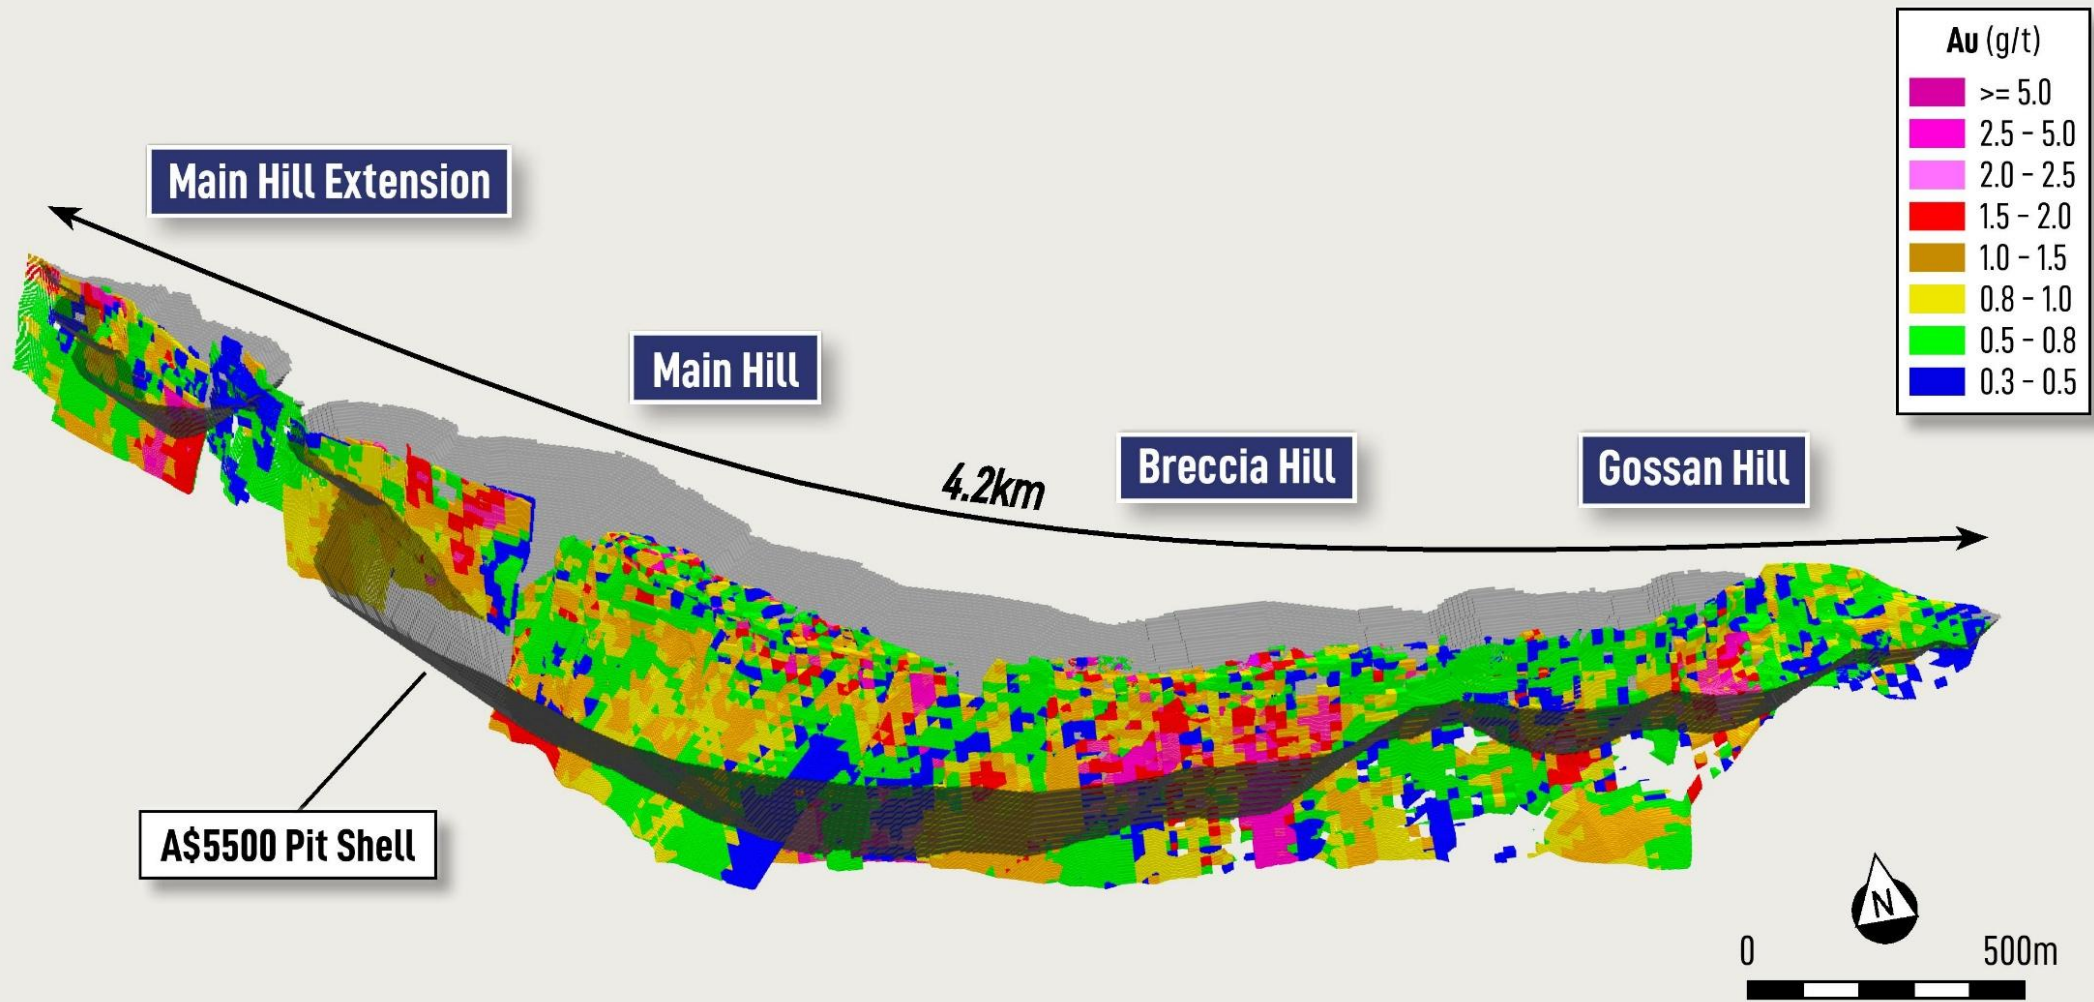 Au (g/t)
>= 5.0
2.5 - 5.0
2.0 - 2.5
1.5 - 2.0
1.0 - 1.5
0.8 - 1.0
0.5 - 0.8
0.3 - 0.5
Main Hill Extension
Main Hill
Breccia Hill
Gossan Hill
4.2km
A$5500 Pit Shell
N
0 500m